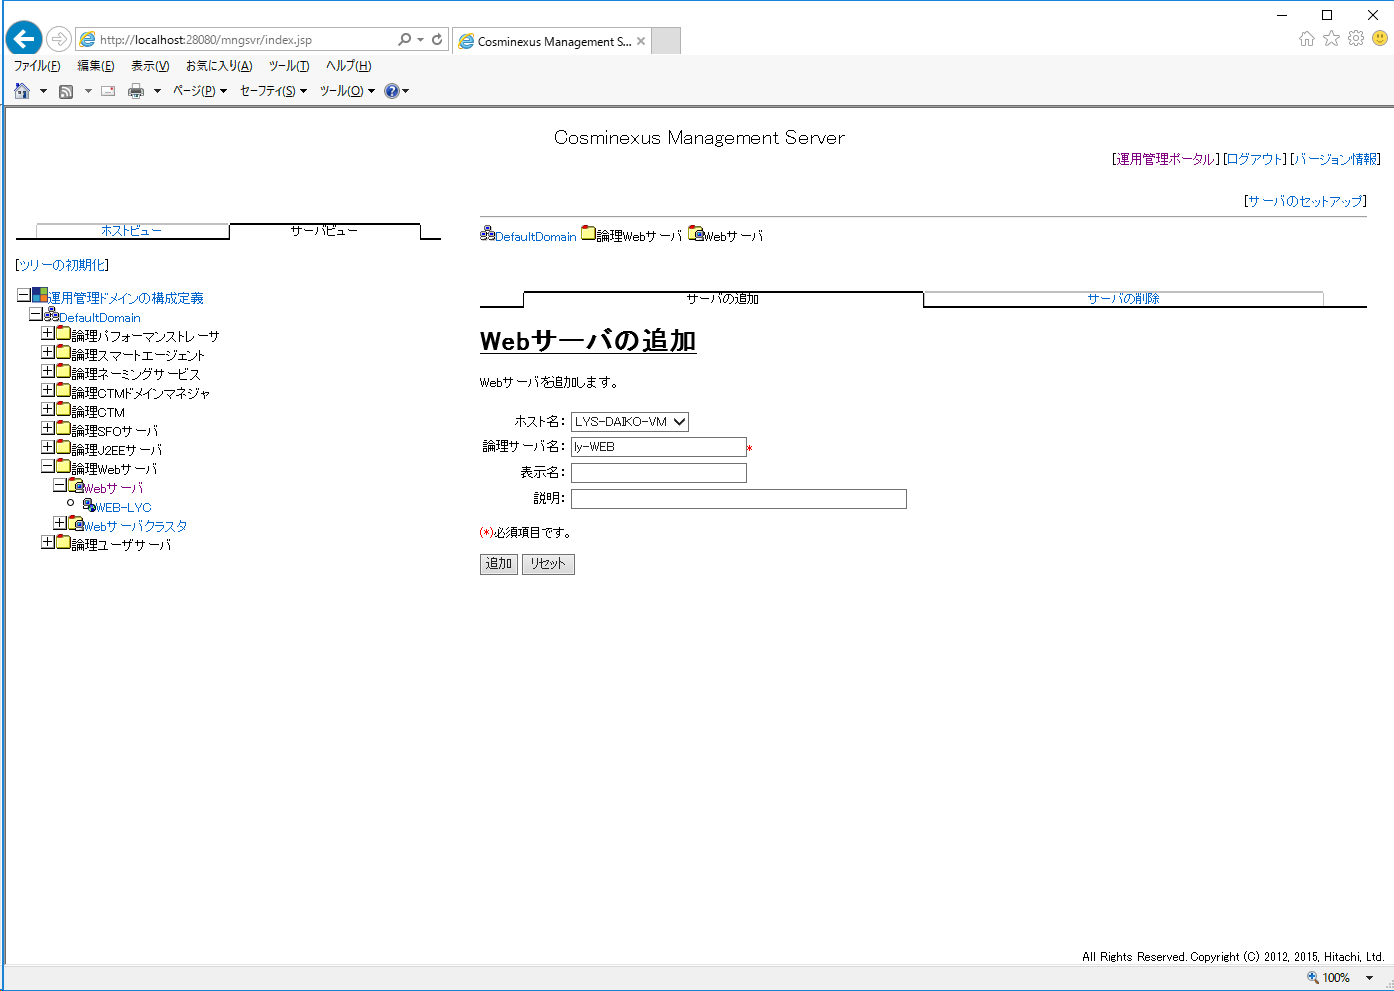 http://localhost:28080/mngsvr/index.jsp
Cosminexus Management S...
ファイル(F) 編集(E) 表示(V) お気に入り(A) ツール(T) ヘルプ(H)
ページ(P) セーフティ(S) ツール(O)
Cosminexus Management Server
[運用管理ポータル] [ログアウト] [バージョン情報]
[サーバのセットアップ]
ホストビュー サーバビュー
[ツリーの初期化]
運用管理ドメインの構成定義
DefaultDomain
論理パフォーマンストレーサ
論理スマートエージェント
論理ネーミングサービス
論理CTMドメインマネジャ
論理CTM
論理SFOサーバ
論理J2EEサーバ
論理Webサーバ
Webサーバ
WEB-LYC
Webサーバクラスタ
論理ユーザサーバ
DefaultDomain 論理Webサーバ Webサーバ
サーバの追加 サーバの削除
Webサーバの追加
Webサーバを追加します。
ホスト名: LYS-DAIKO-VM
論理サーバ名: ly-WEB *
表示名:
説明:
(*)必須項目です。
追加 リセット
All Rights Reserved. Copyright (C) 2012, 2015, Hitachi, Ltd.
100%